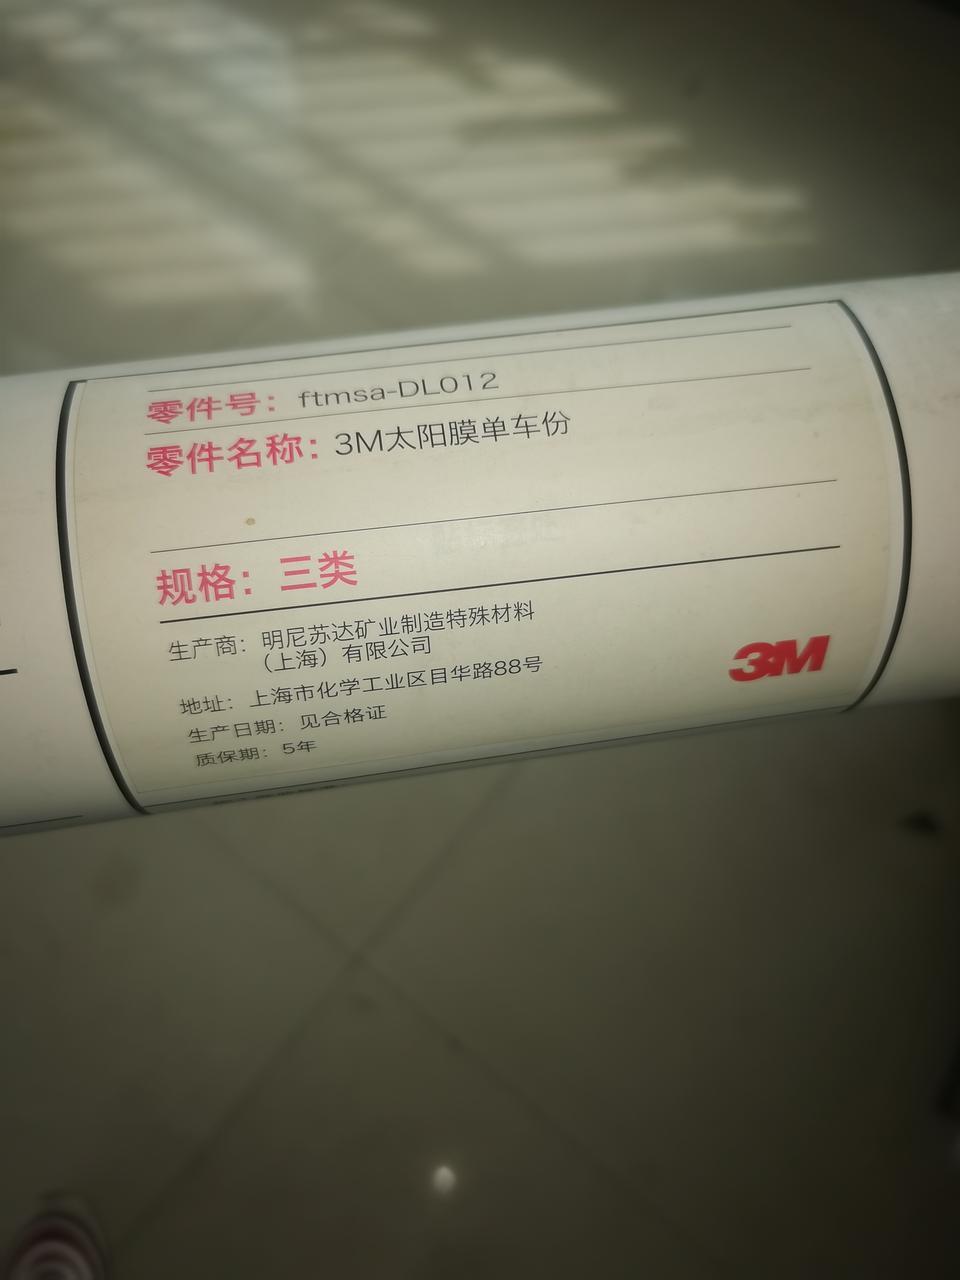 零件号：ftmsa-DL012
零件名称：3M太阳膜单车份
规格：三类
生产商：明尼苏达矿业制造特殊材料
（上海）有限公司
地址：上海市化学工业区目华路88号
生产日期：见合格证
质保期：5年
3M